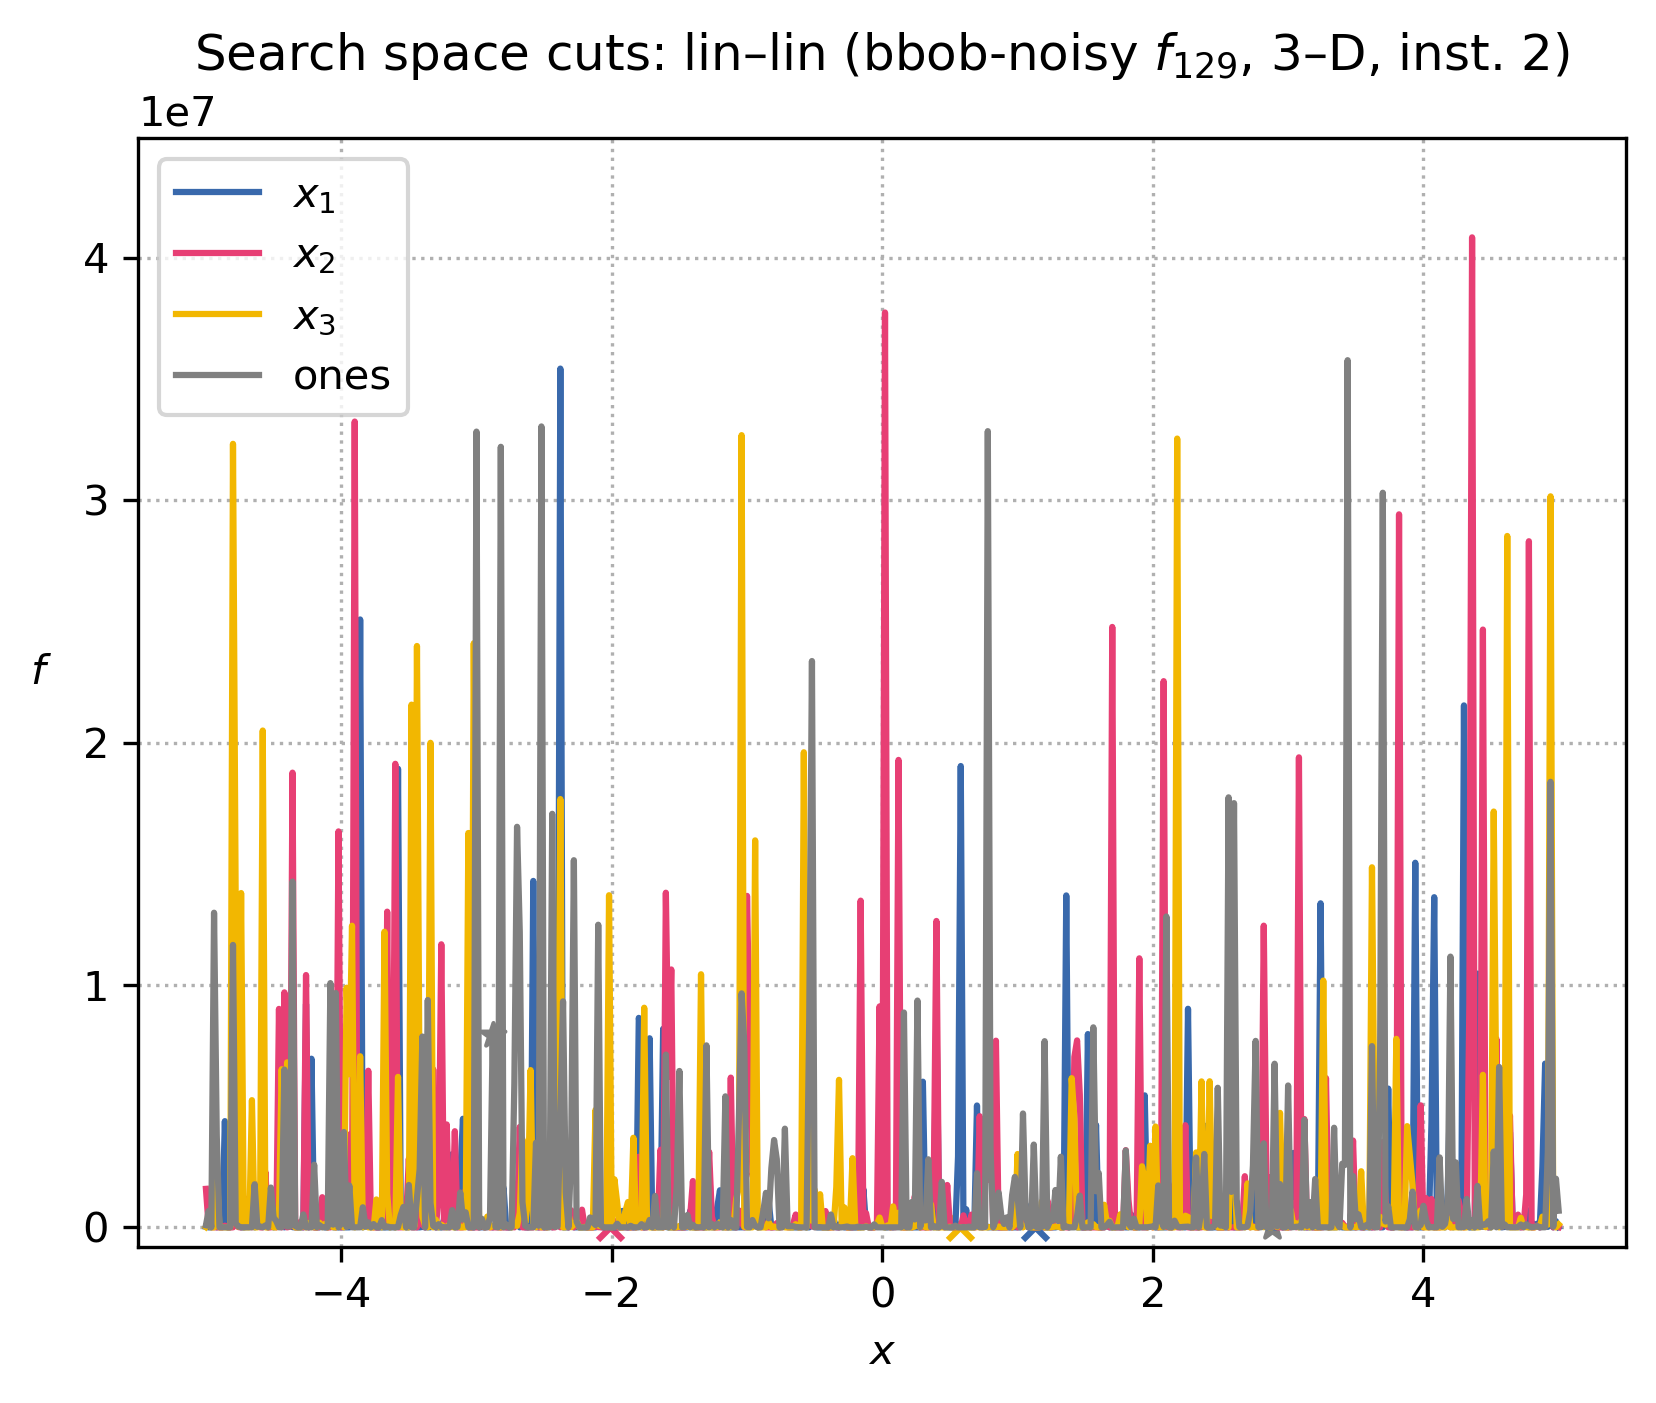 Search space cuts: lin–lin (bbob-noisy f₁₂₉, 3–D, inst. 2)
1e7
x₁
x₂
x₃
ones
4
3
2
1
0
f
−4 −2 0 2 4
x